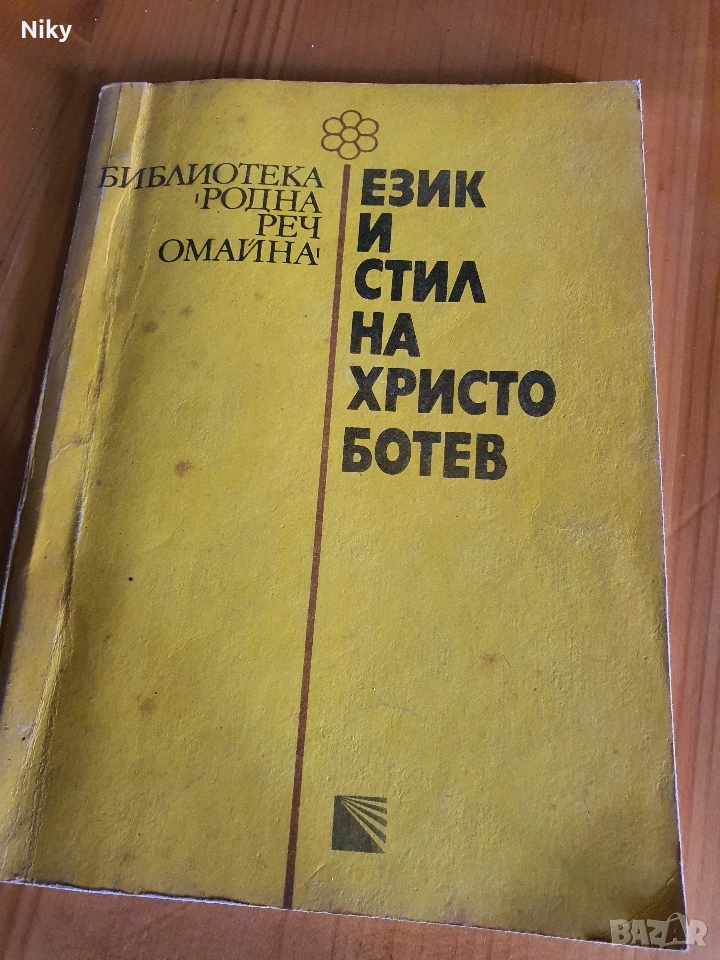 Niky
БИБЛИОТЕКА
'РОДНА
РЕЧ
ОМАЙНА'
ЕЗИК
И
СТИЛ
НА
ХРИСТО
БОТЕВ
BAZAR